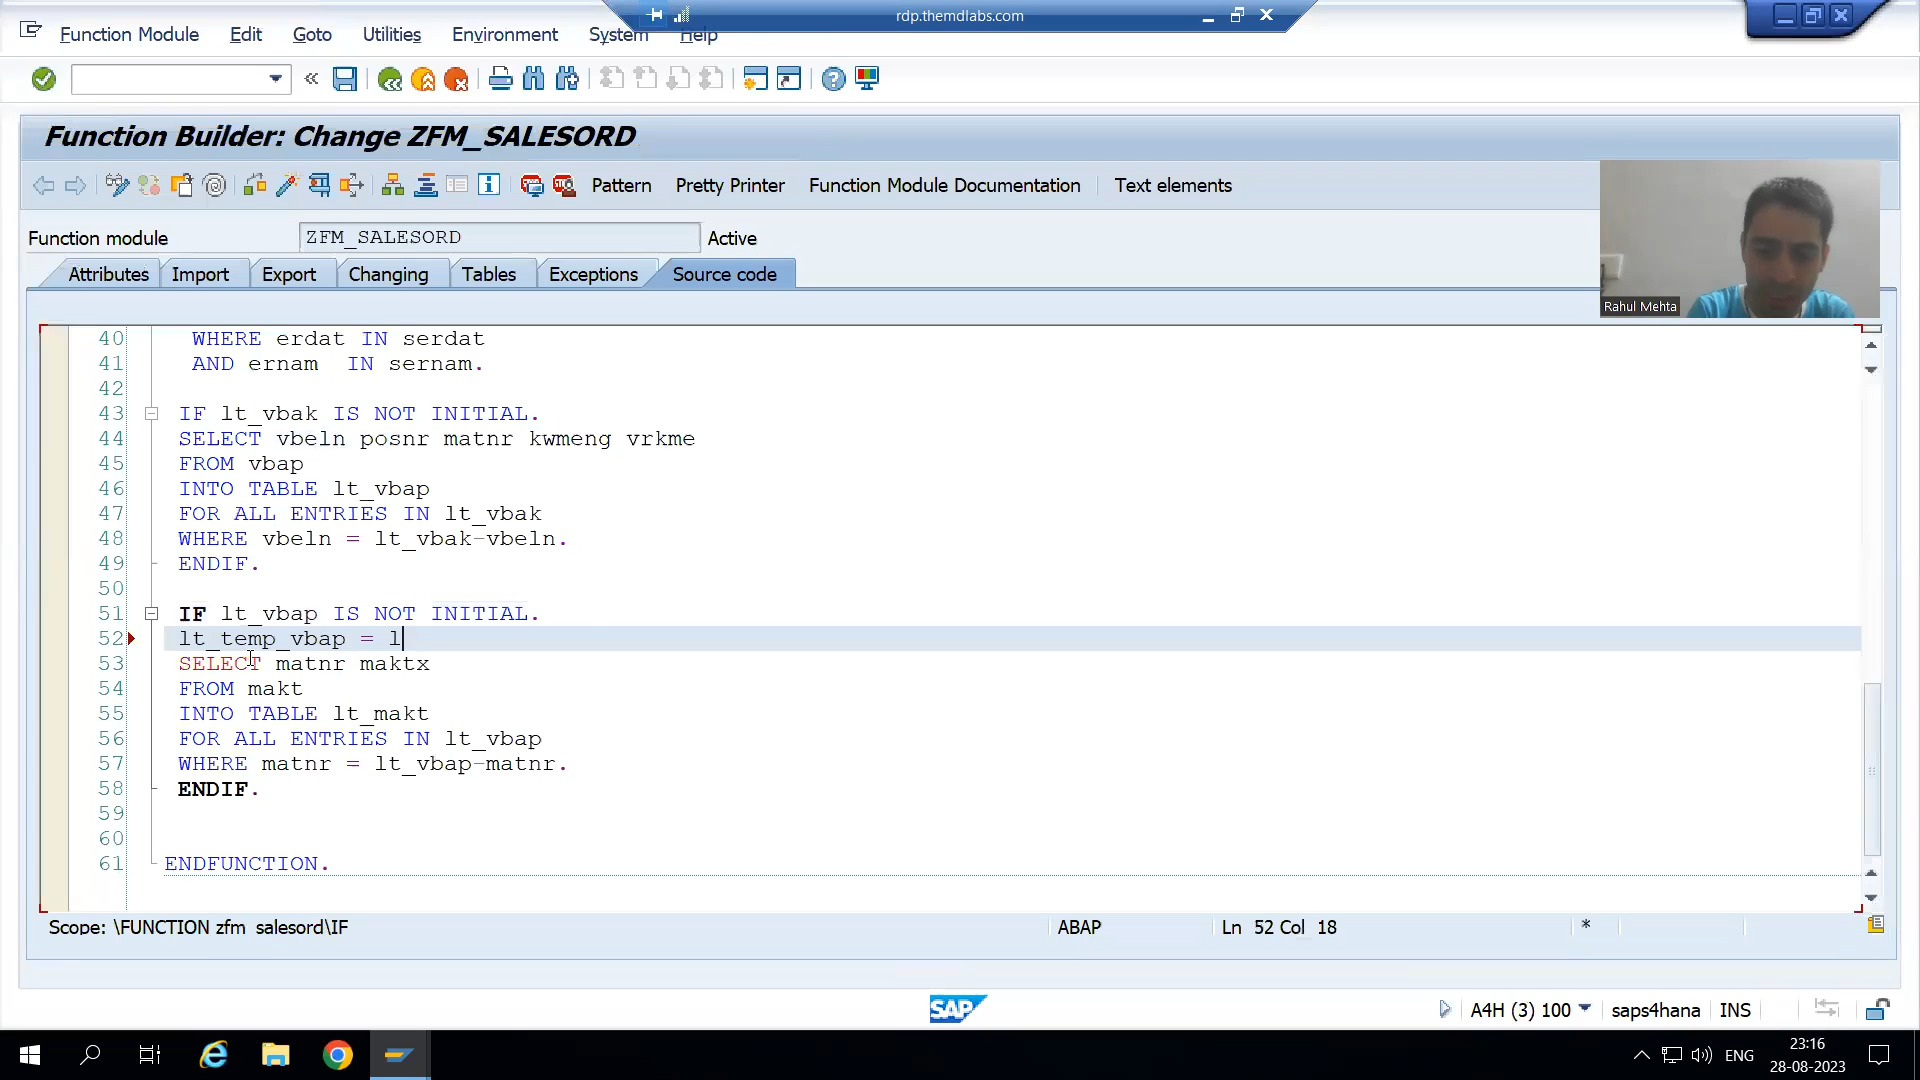 rdp.themdlabs.com
Function Module Edit Goto Utilities Environment System Help
Function Builder: Change ZFM_SALESORD
Pattern Pretty Printer Function Module Documentation Text elements
Function module ZFM_SALESORD Active
Attributes Import Export Changing Tables Exceptions Source code
Rahul Mehta
40 WHERE erdat IN serdat
41 AND ernam IN sernam.
42
43 IF lt_vbak IS NOT INITIAL.
44 SELECT vbeln posnr matnr kwmeng vrkme
45 FROM vbap
46 INTO TABLE lt_vbap
47 FOR ALL ENTRIES IN lt_vbak
48 WHERE vbeln = lt_vbak-vbeln.
49 ENDIF.
50
51 IF lt_vbap IS NOT INITIAL.
52 lt_temp_vbap = l
53 SELECT matnr maktx
54 FROM makt
55 INTO TABLE lt_makt
56 FOR ALL ENTRIES IN lt_vbap
57 WHERE matnr = lt_vbap-matnr.
58 ENDIF.
59
60
61 ENDFUNCTION.
Scope: \FUNCTION zfm_salesord\IF ABAP Ln 52 Col 18 *
SAP A4H (3) 100 saps4hana INS
ENG 23:16
28-08-2023